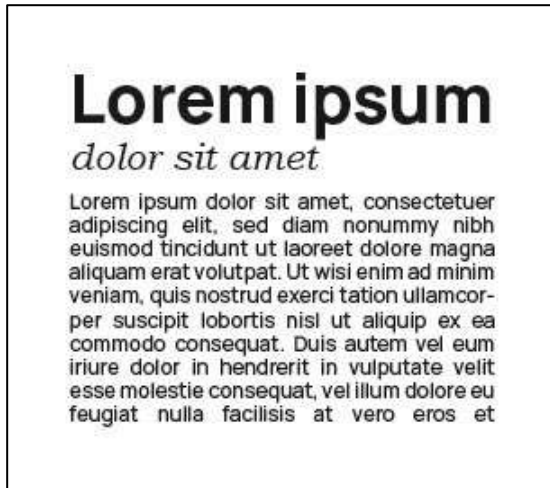 Lorem ipsum
dolor sit amet
Lorem ipsum dolor sit amet, consectetuer
adipiscing elit, sed diam nonummy nibh
euismod tincidunt ut laoreet dolore magna
aliquam erat volutpat. Ut wisi enim ad minim
veniam, quis nostrud exerci tation ullamcor-
per suscipit lobortis nisl ut aliquip ex ea
commodo consequat. Duis autem vel eum
iriure dolor in hendrerit in vulputate velit
esse molestie consequat, vel illum dolore eu
feugiat nulla facilisis at vero eros et